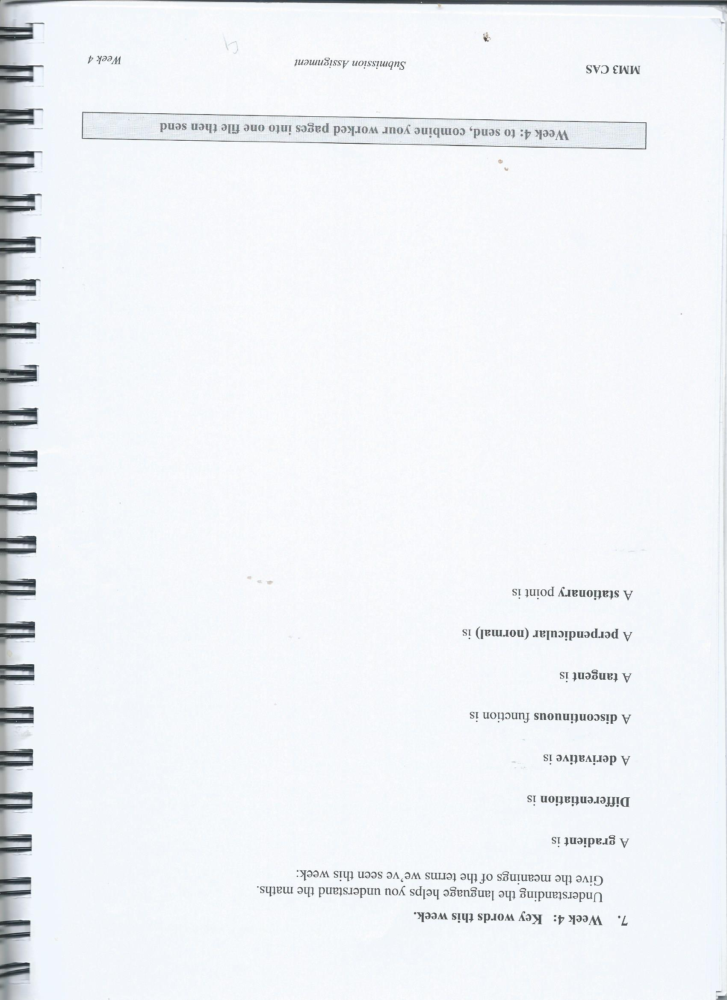 7. Week 4: Key words this week.
Understanding the language helps you understand the maths.
Give the meanings of the terms we've seen this week:
A gradient is
Differentiation is
A derivative is
A discontinuous function is
A tangent is
A perpendicular (normal) is
A stationary point is
Week 4: to send, combine your worked pages into one file then send
MM3 CAS Submission Assignment Week 4